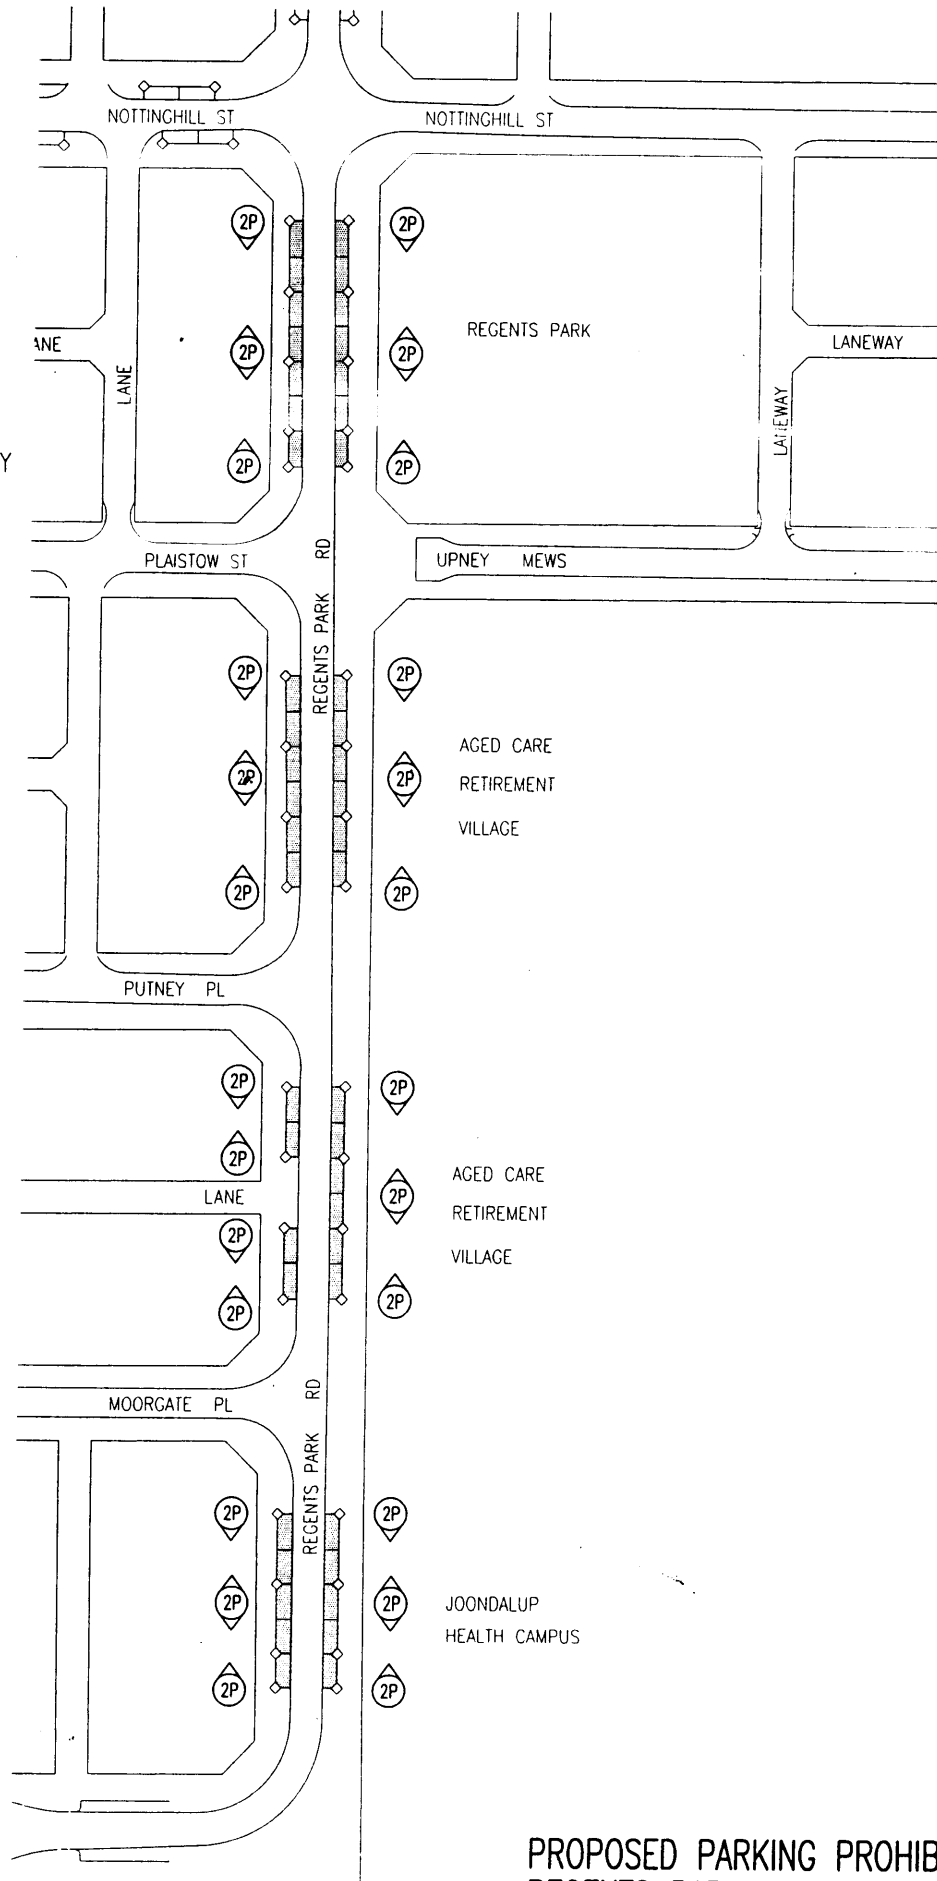 NOTTINGHILL ST
NOTTINGHILL ST
2P
2P
REGENTS PARK
ANE
LANE
2P
2P
LANEWAY
LANEWAY
Y
2P
2P
PLAISTOW ST
REGENTS PARK RD
UPNEY MEWS
2P
2P
AGED CARE
RETIREMENT
VILLAGE
2P
2P
2P
2P
PUTNEY PL
2P
2P
2P
LANE
2P
AGED CARE
RETIREMENT
VILLAGE
2P
2P
2P
MOORGATE PL
REGENTS PARK RD
2P
2P
2P
2P
JOONDALUP
HEALTH CAMPUS
2P
2P
PROPOSED PARKING PROHIB